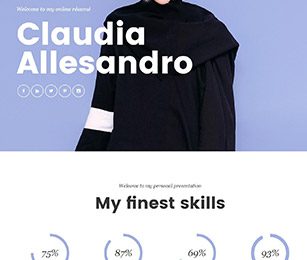 Welcome to my online résumé
Claudia
Allesandro
Welcome to my personal presentation
My finest skills
75% 87% 69% 93%